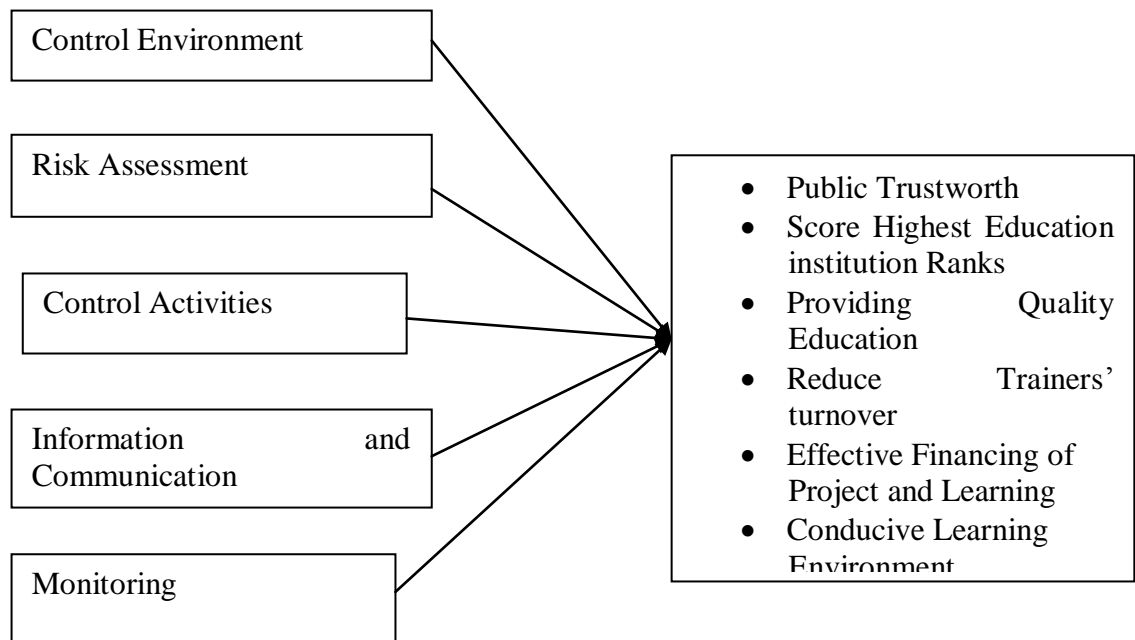 Control Environment
Risk Assessment
Control Activities
Information and
Communication
Monitoring
• Public Trustworth
• Score Highest Education
institution Ranks
• Providing Quality
Education
• Reduce Trainers’
turnover
• Effective Financing of
Project and Learning
• Conducive Learning
Environment